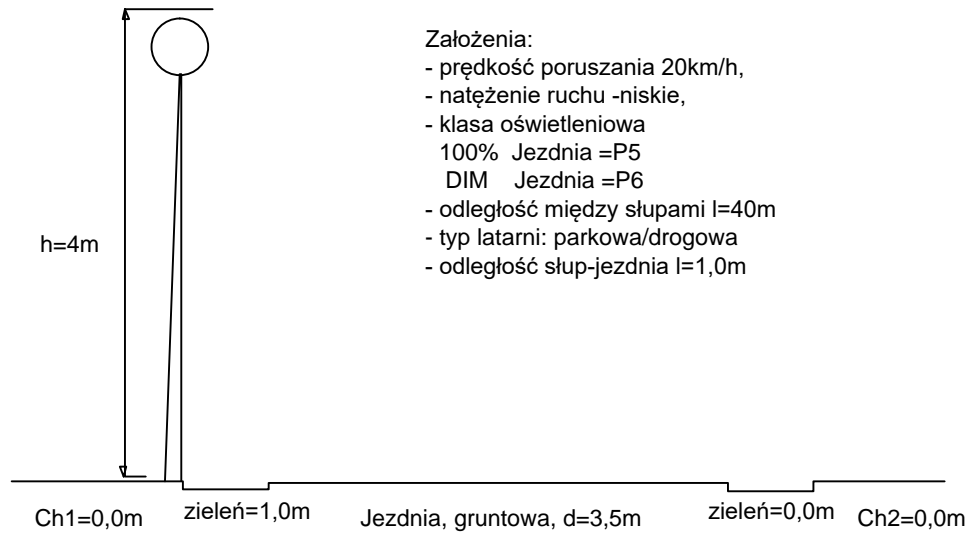 Założenia:
- prędkość poruszania 20km/h,
- natężenie ruchu -niskie,
- klasa oświetleniowa
100% Jezdnia =P5
DIM Jezdnia =P6
- odległość między słupami l=40m
- typ latarni: parkowa/drogowa
- odległość słup-jezdnia l=1,0m
h=4m
Ch1=0,0m
zieleń=1,0m
Jezdnia, gruntowa, d=3,5m
zieleń=0,0m
Ch2=0,0m